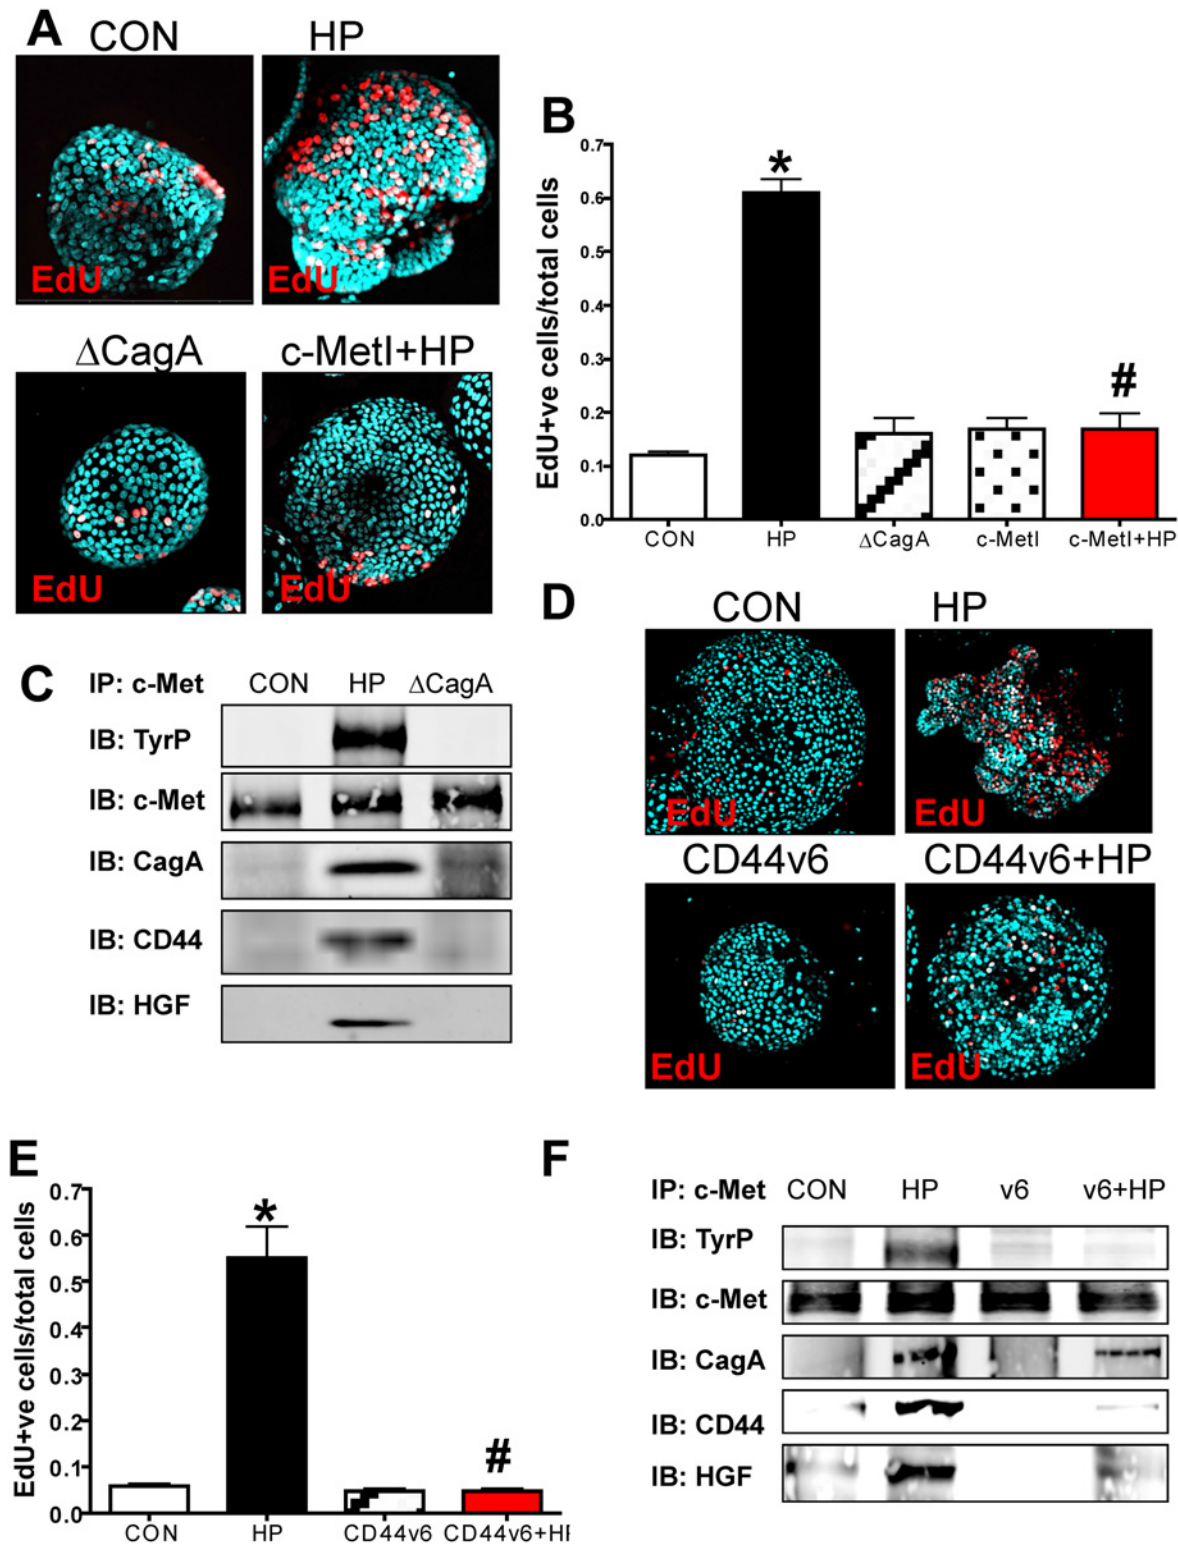 A
CON HP
EdU EdU
ΔCagA c-MetI+HP
EdU EdU
B
EdU+ve cells/total cells
0.7
0.6
0.5
0.4
0.3
0.2
0.1
0.0
*
#
CON HP ΔCagA c-MetI c-MetI+HP
C
IP: c-Met CON HP ΔCagA
IB: TyrP
IB: c-Met
IB: CagA
IB: CD44
IB: HGF
D
CON HP
EdU EdU
CD44v6 CD44v6+HP
EdU EdU
E
EdU+ve cells/total cells
0.7
0.6
0.5
0.4
0.3
0.2
0.1
0.0
*
#
CON HP CD44v6 CD44v6+HP
F
IP: c-Met CON HP v6 v6+HP
IB: TyrP
IB: c-Met
IB: CagA
IB: CD44
IB: HGF